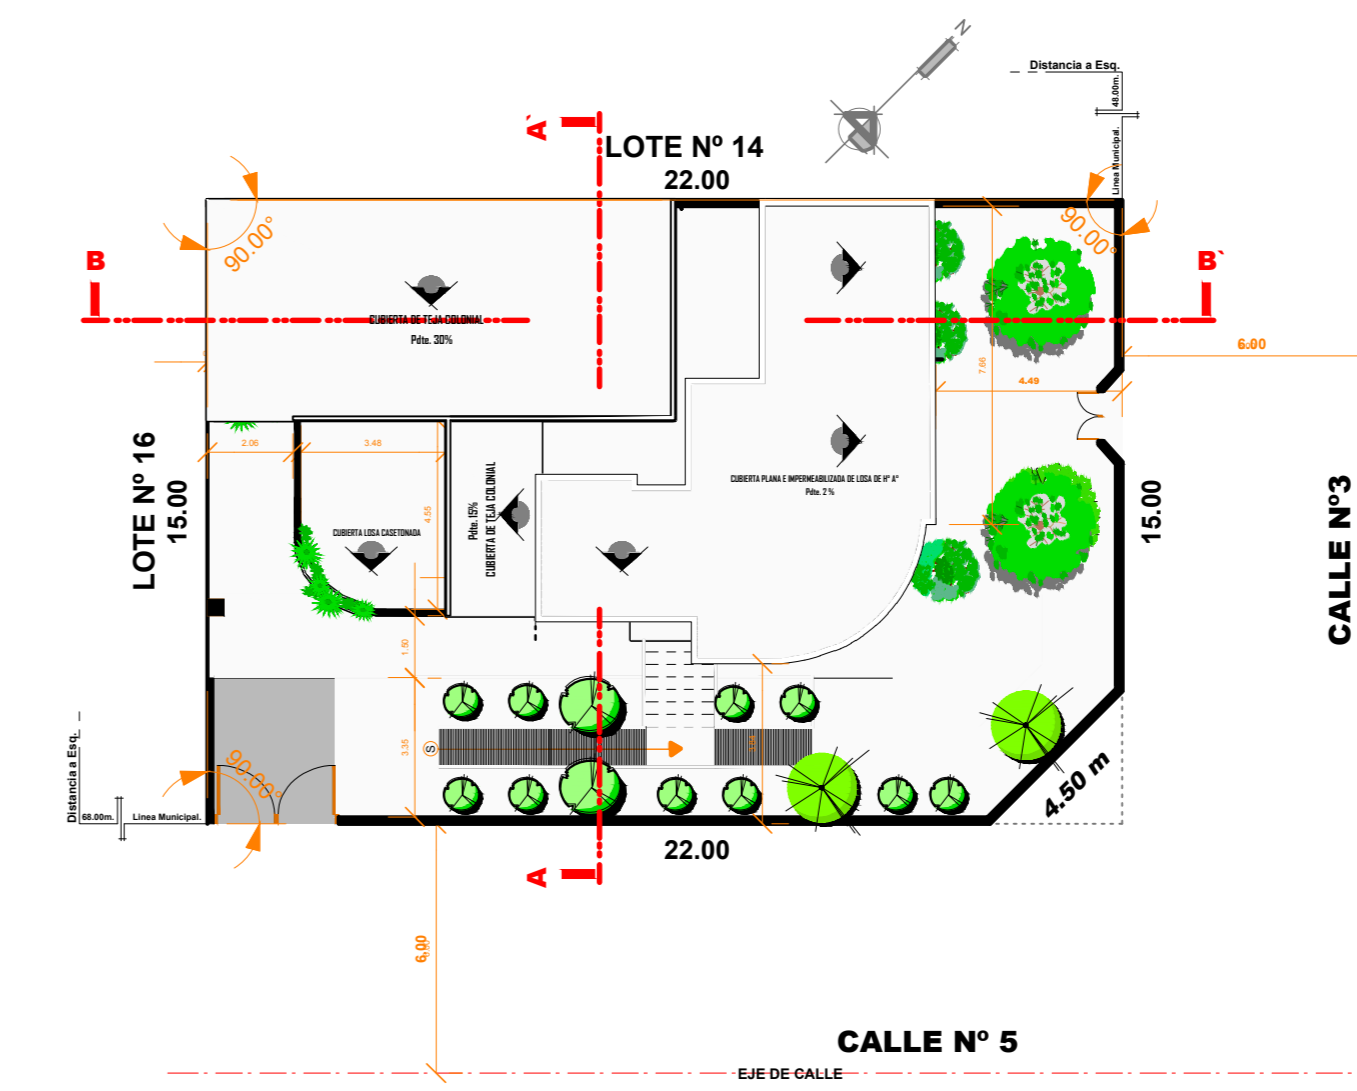 N
Distancia a Esq.
48.00m.
Linea Municipal.
A`
LOTE Nº 14
22.00
90.00°
90.00°
B
B`
CUBIERTA DE TEJA COLONIAL
Pdte. 30%
6.00
7.66
4.49
2.06
3.48
4.55
LOTE Nº 16
15.00
CUBIERTA LOSA CASETONADA
Pdte. 15%
CUBIERTA DE TEJA COLONIAL
CUBIERTA PLANA E IMPERMEABILIZADA DE LOSA DE Hº Aº
Pdte. 2 %
15.00
CALLE Nº3
1.50
3.35
S
90.00°
4.50 m
Distancia a Esq.
68.00m.
Linea Municipal.
22.00
A
6.00
CALLE Nº 5
EJE DE CALLE